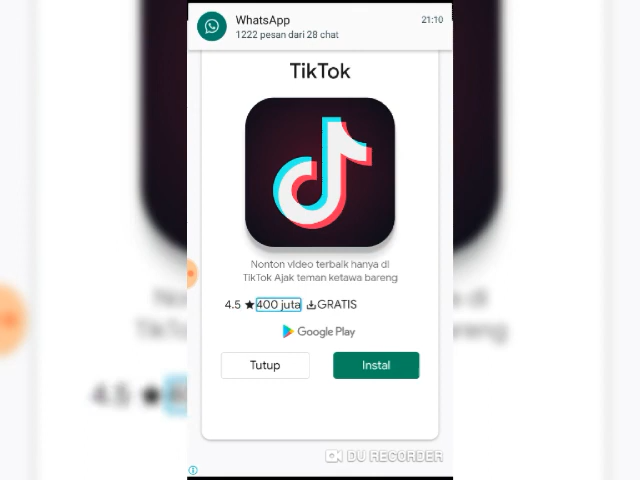 WhatsApp
21:10
1222 pesan dari 28 chat
TikTok
Nonton video terbaik hanya di
TikTok Ajak teman ketawa bareng
4.5 ★ 400 juta GRATIS
Google Play
Tutup
Instal
DU RECORDER